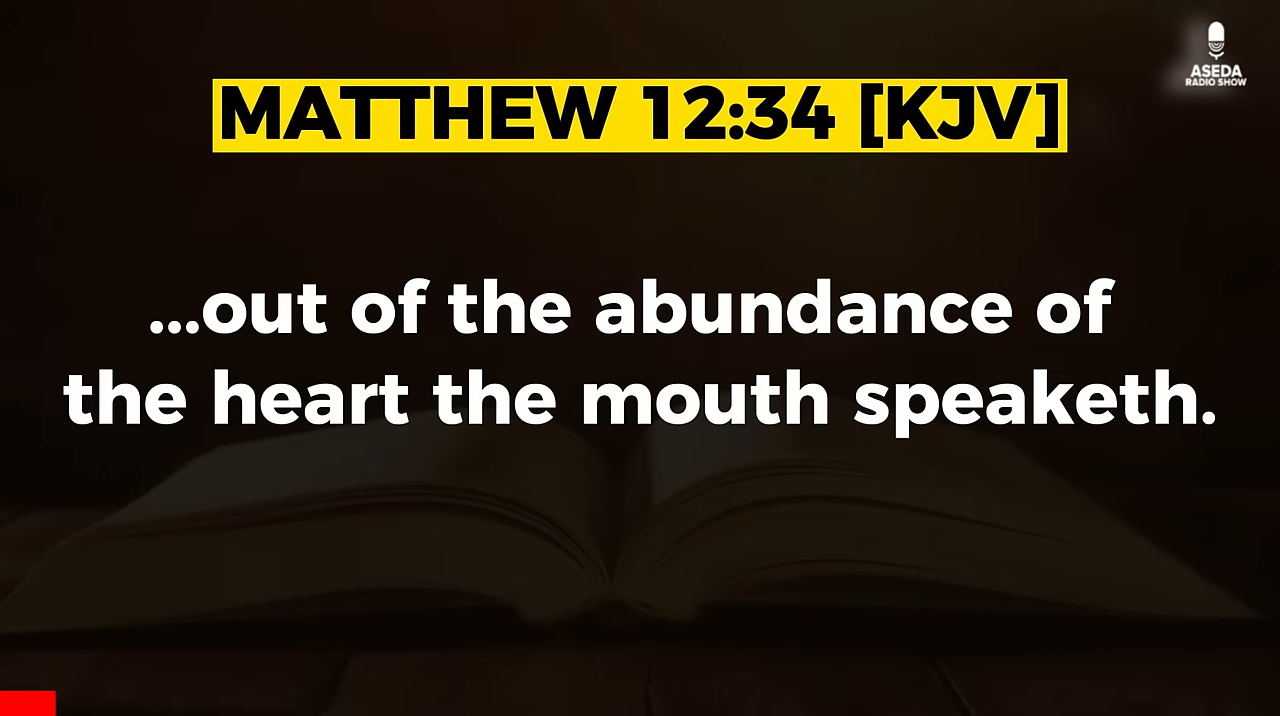 ASEDA
RADIO SHOW
MATTHEW 12:34 [KJV]
...out of the abundance of
the heart the mouth speaketh.